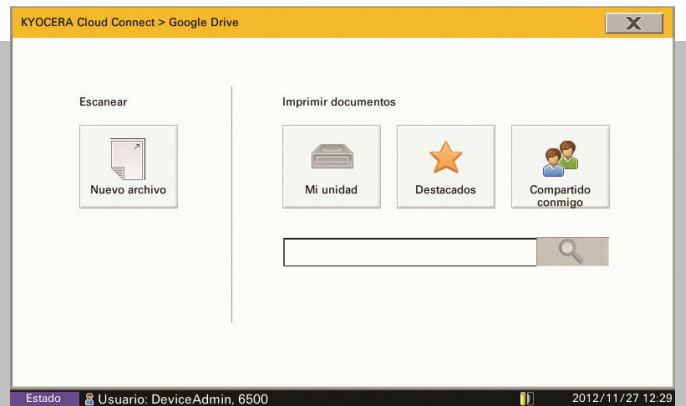 KYOCERA Cloud Connect > Google Drive
X
Escanear
Imprimir documentos
Nuevo archivo
Mi unidad
Destacados
Compartido
conmigo
Estado
Usuario: DeviceAdmin, 6500
2012/11/27 12:29